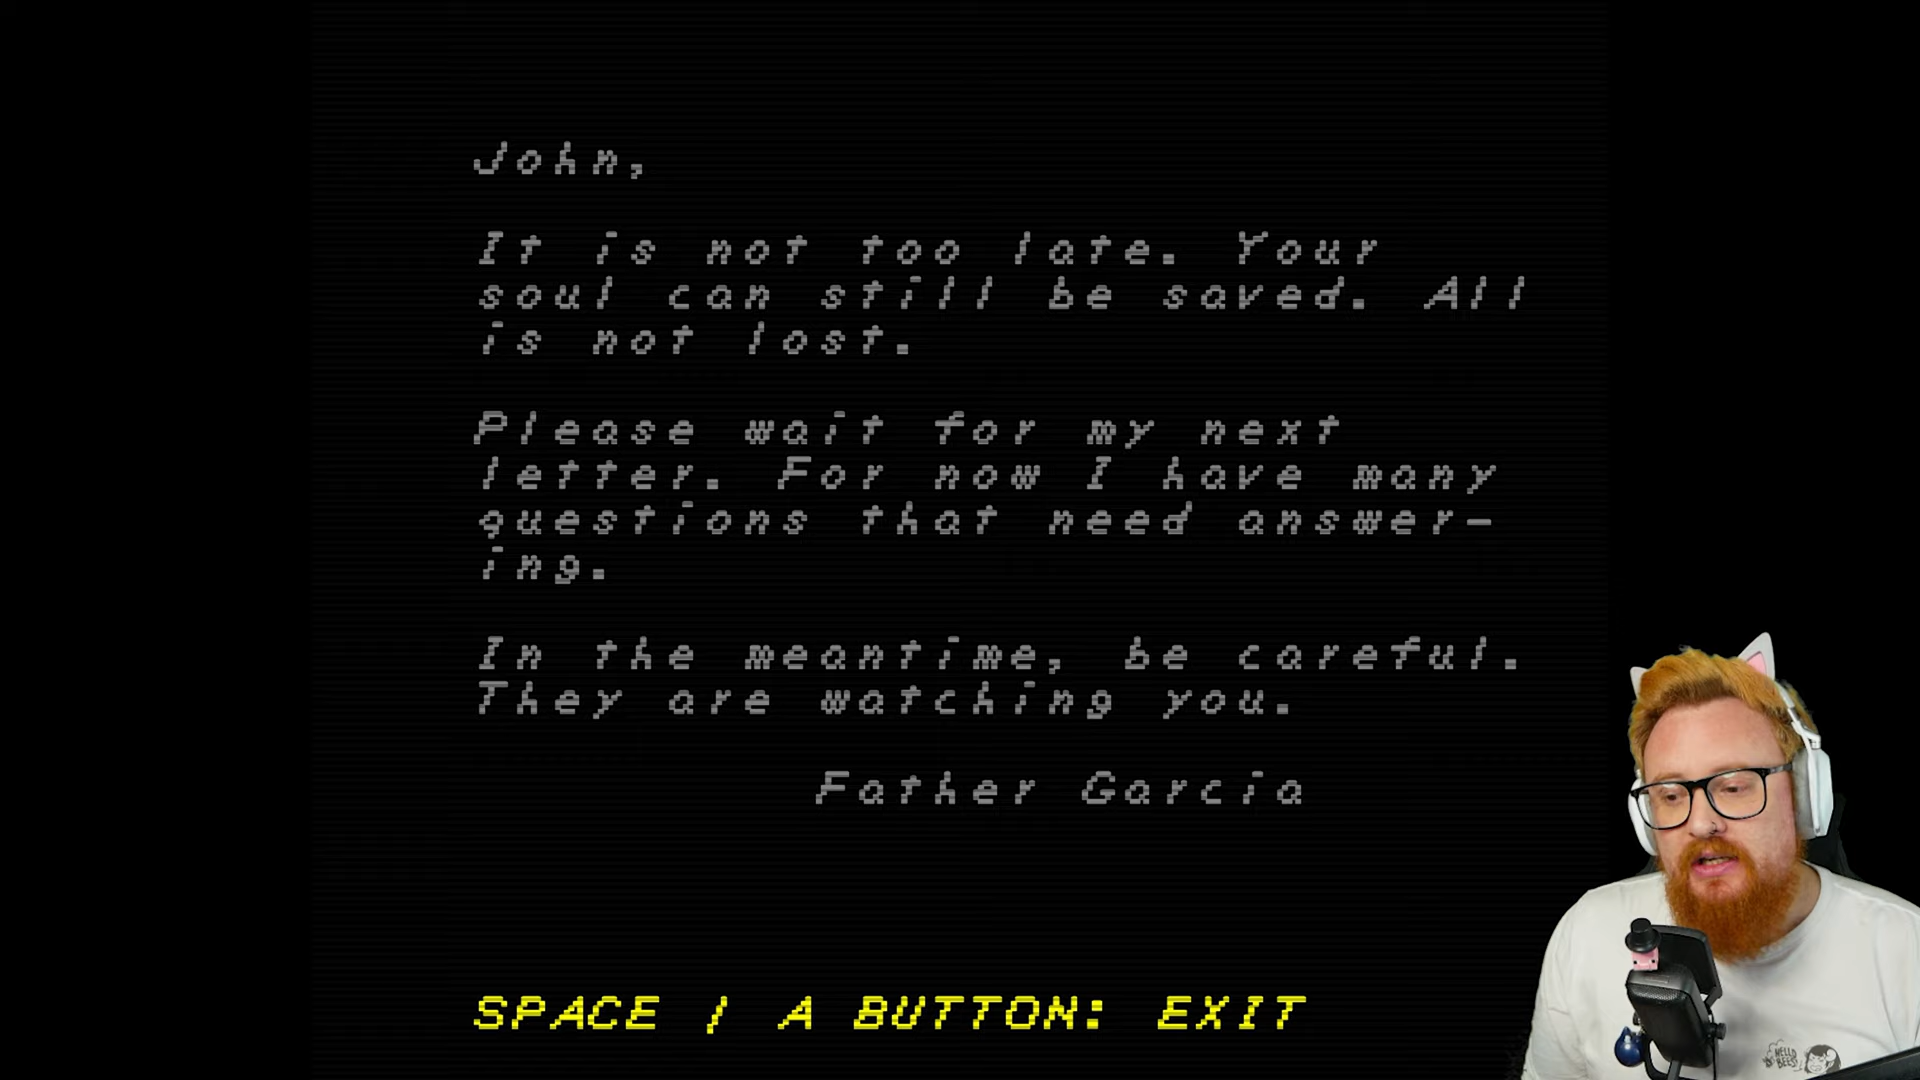 John,
It is not too late. Your
soul can still be saved. All
is not lost.
Please wait for my next
letter. For now I have many
questions that need answer-
ing.
In the meantime, be careful.
They are watching you.
Father Garcia
SPACE / A BUTTON: EXIT
HELLO
BEES